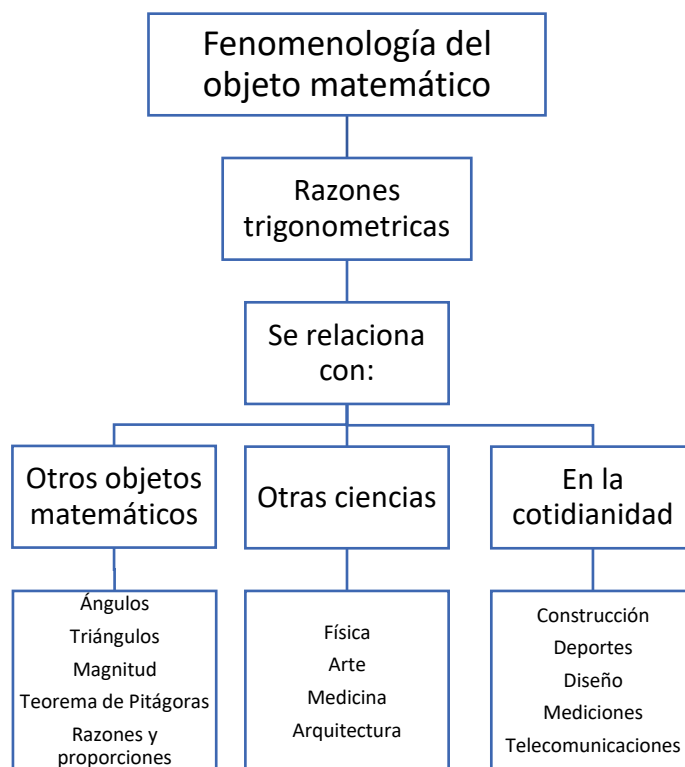 Fenomenología del
objeto matemático
Razones
trigonometricas
Se relaciona
con:
Otros objetos
matemáticos
Ángulos
Triángulos
Magnitud
Teorema de Pitágoras
Razones y
proporciones
Otras ciencias
Física
Arte
Medicina
Arquitectura
En la
cotidianidad
Construcción
Deportes
Diseño
Mediciones
Telecomunicaciones